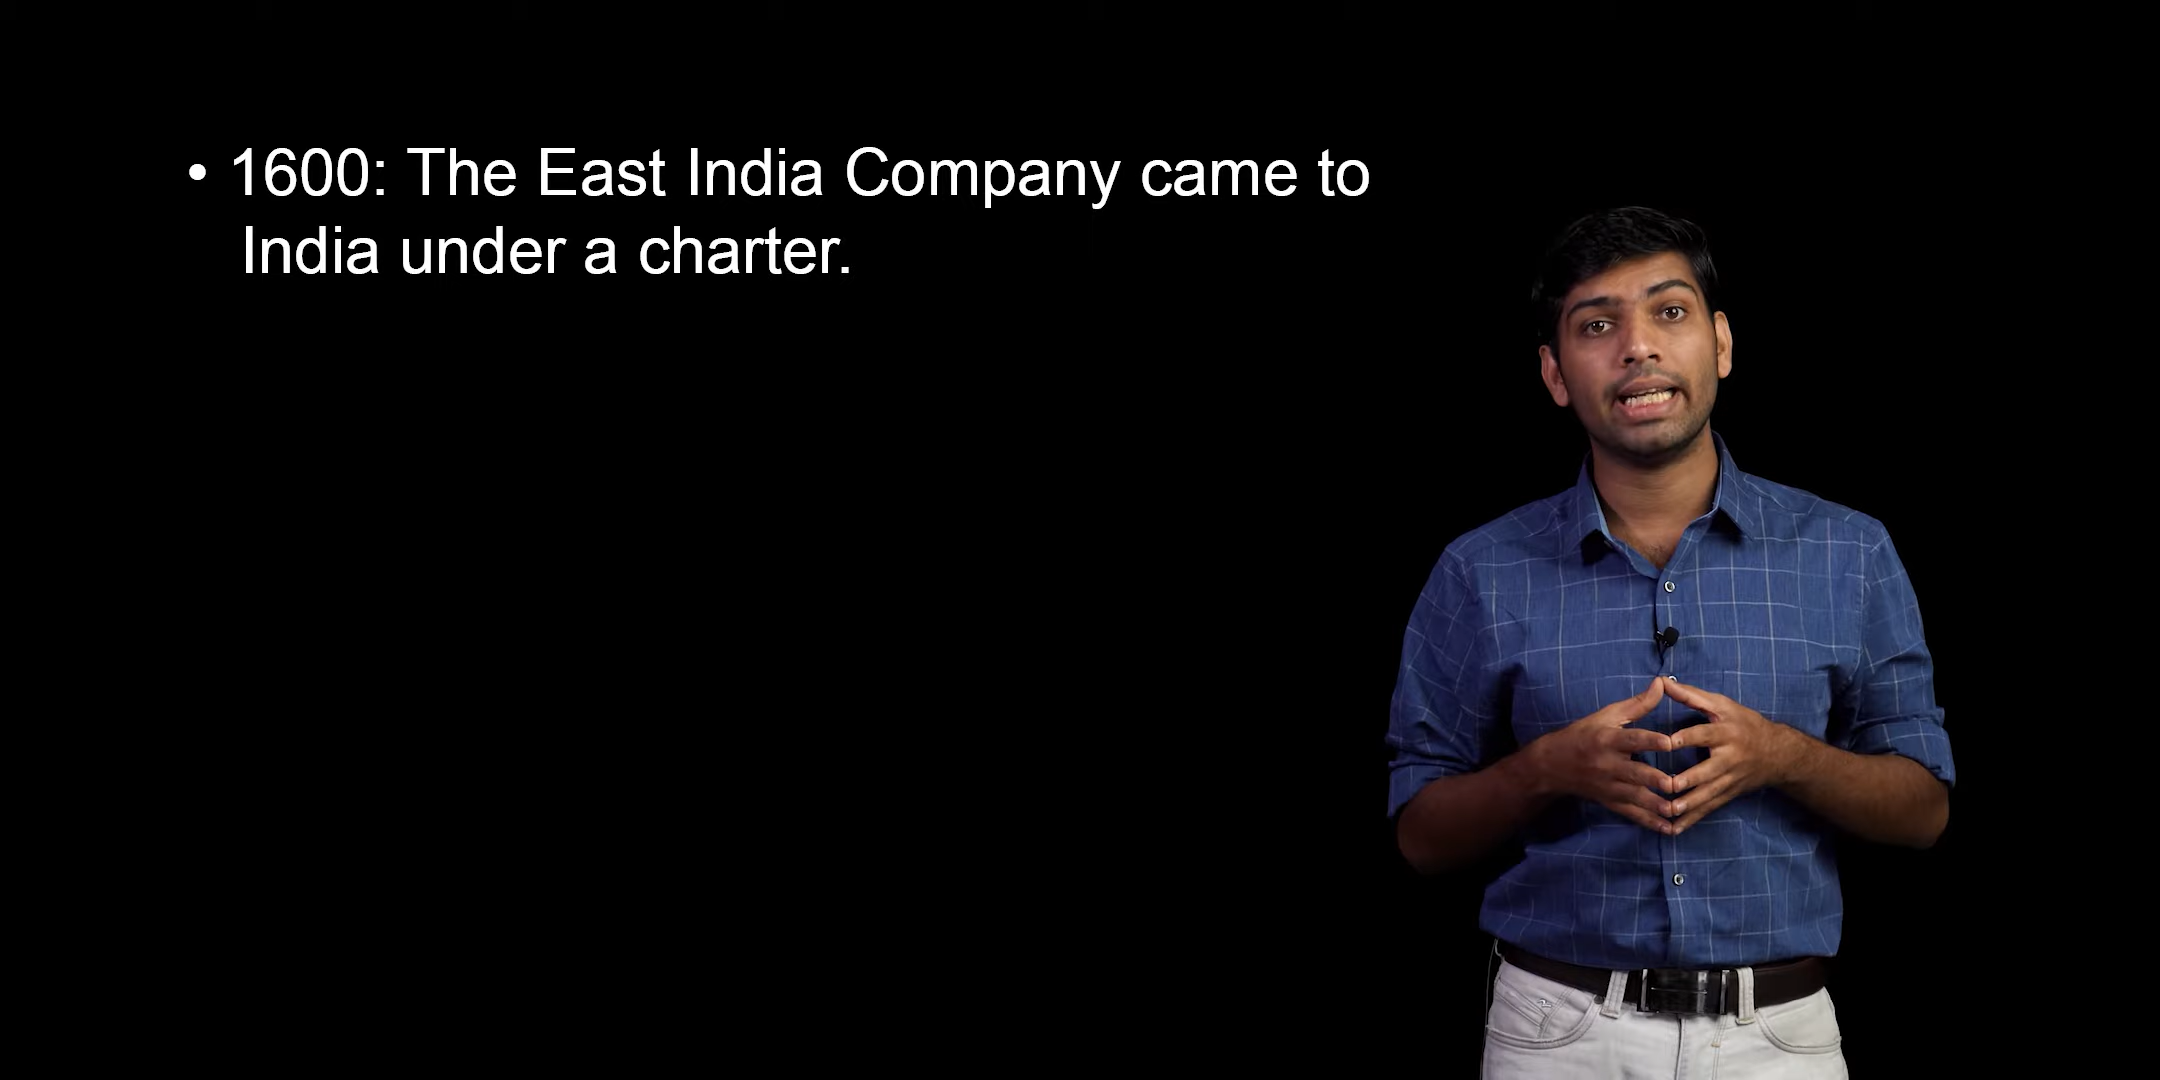 • 1600: The East India Company came to
India under a charter.